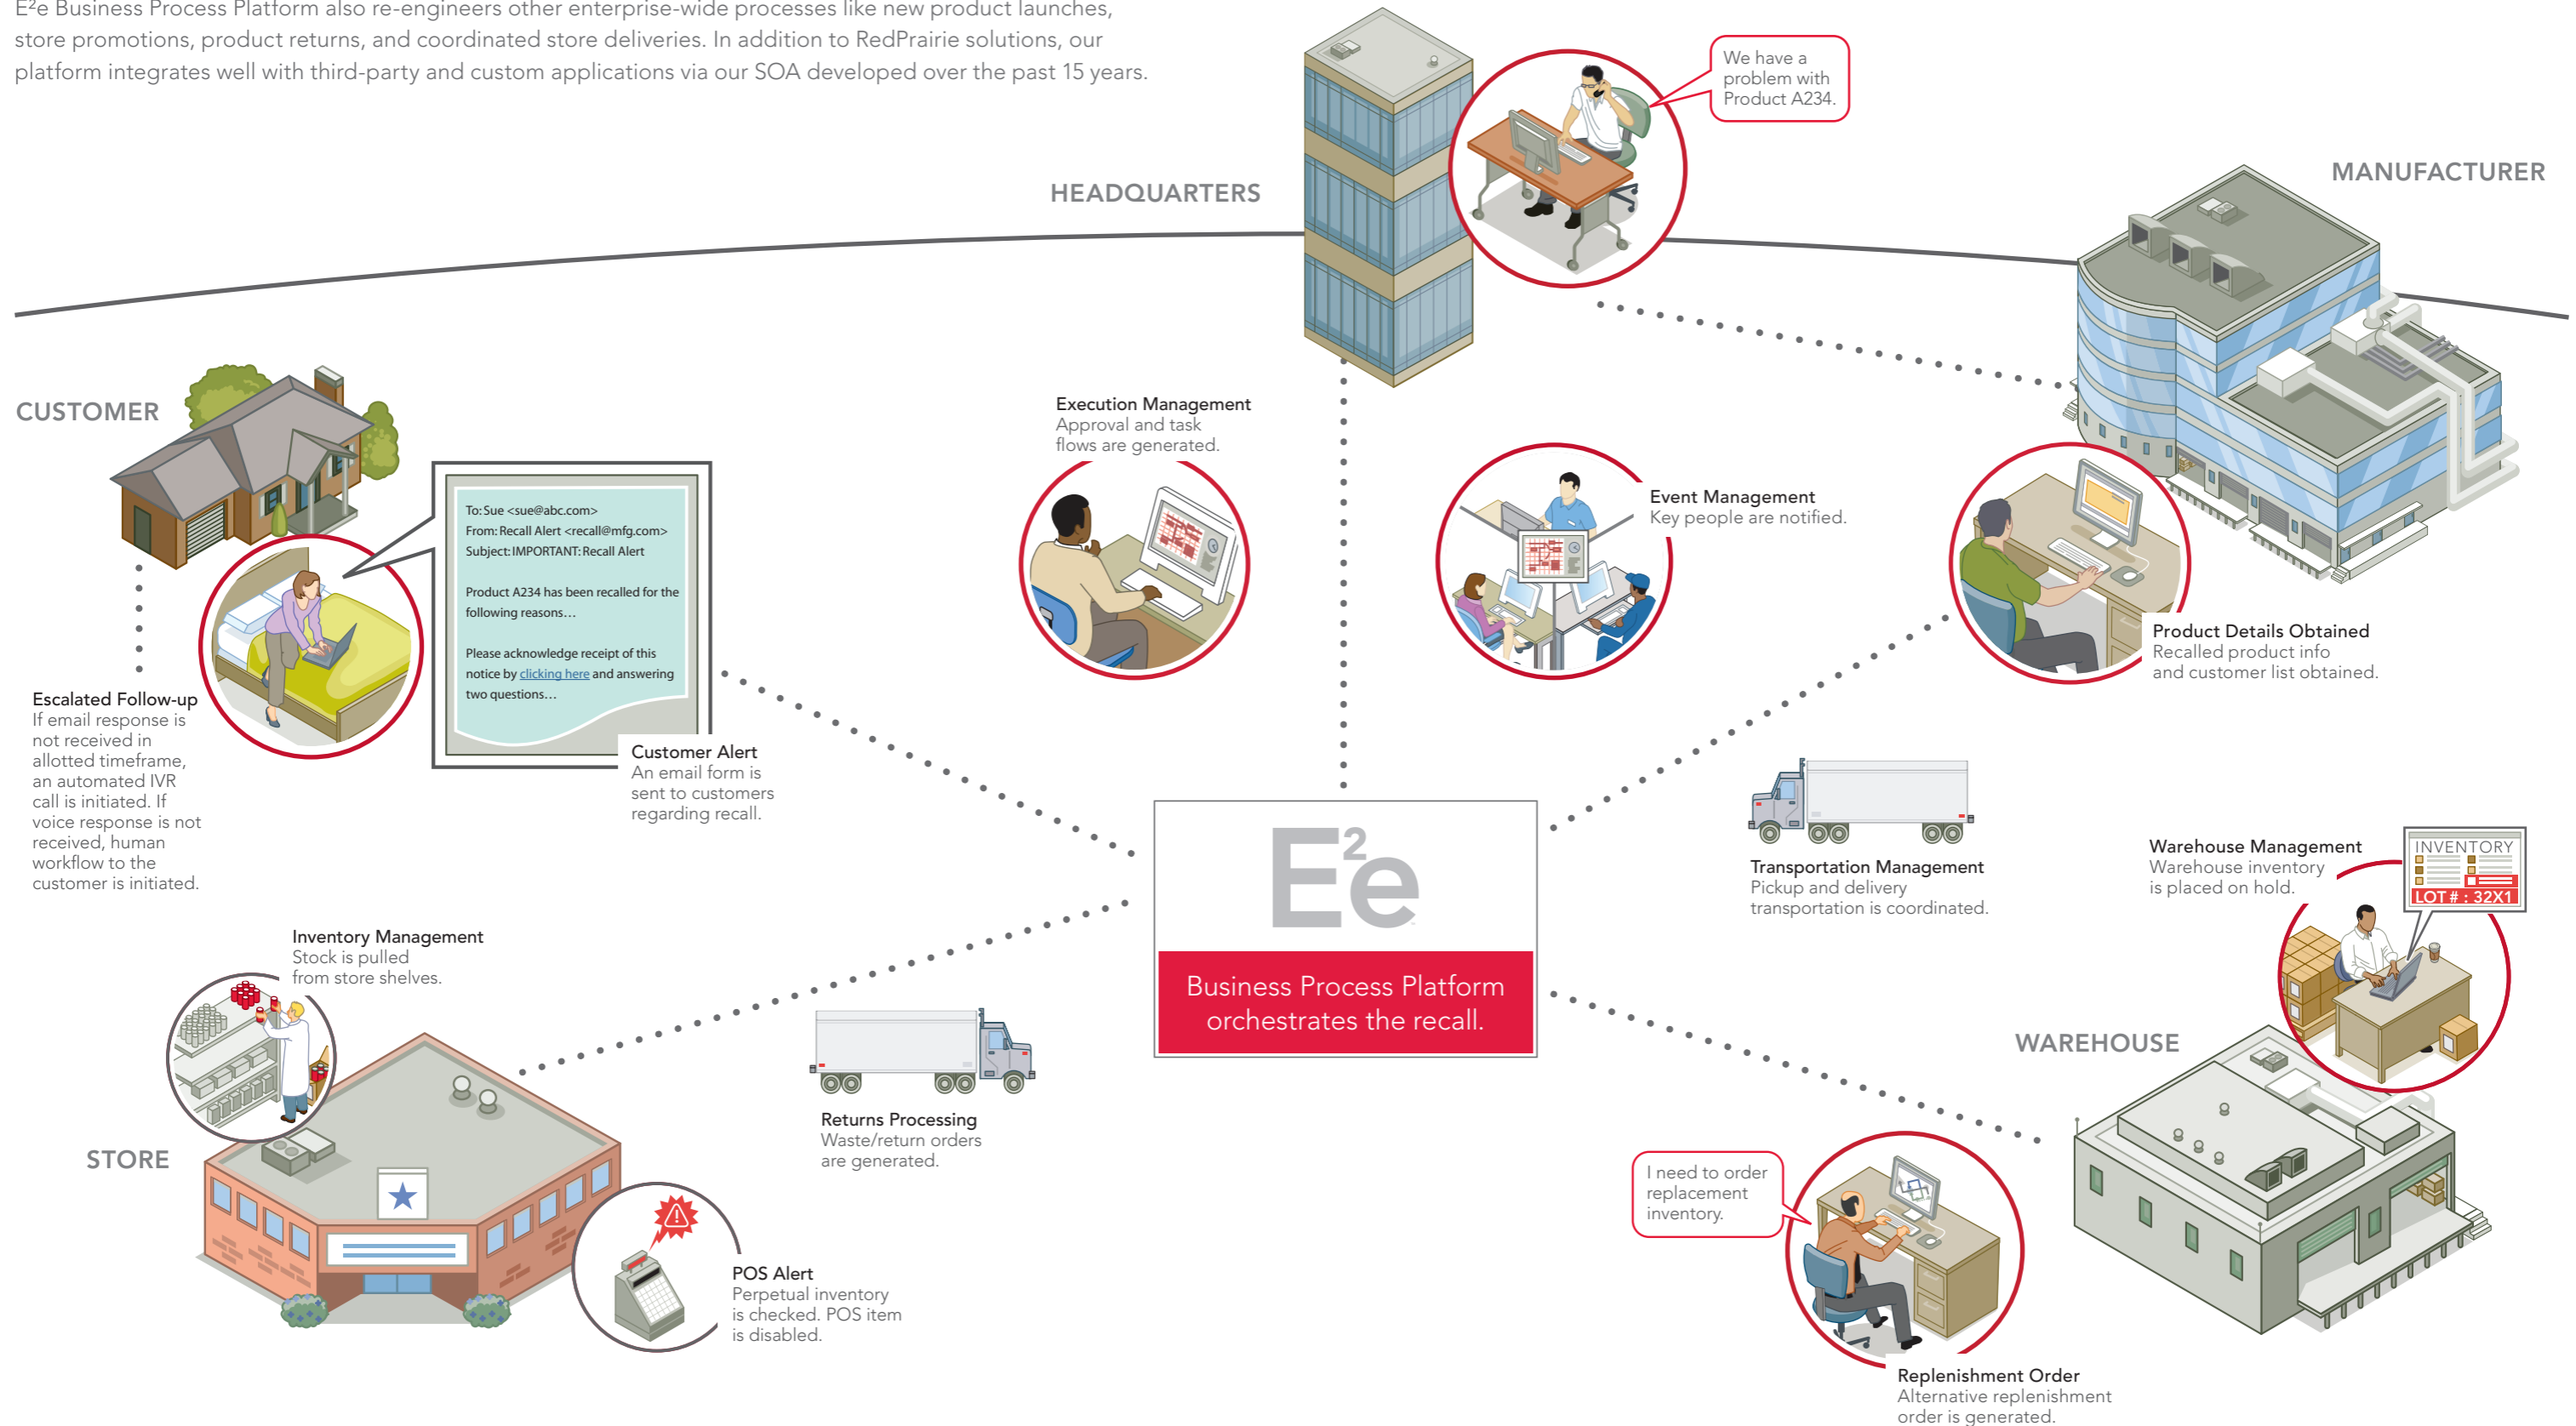 E²e Business Process Platform also re-engineers other enterprise-wide processes like new product launches,
store promotions, product returns, and coordinated store deliveries. In addition to RedPrairie solutions, our
platform integrates well with third-party and custom applications via our SOA developed over the past 15 years.
We have a
problem with
Product A234.
HEADQUARTERS
MANUFACTURER
CUSTOMER
Execution Management
Approval and task
flows are generated.
Event Management
Key people are notified.
To: Sue <sue@abc.com>
From: Recall Alert <recall@mfg.com>
Subject: IMPORTANT: Recall Alert
Product A234 has been recalled for the
following reasons…
Please acknowledge receipt of this
notice by clicking here and answering
two questions…
Product Details Obtained
Recalled product info
and customer list obtained.
Escalated Follow-up
If email response is
not received in
allotted timeframe,
an automated IVR
call is initiated. If
voice response is not
received, human
workflow to the
customer is initiated.
Customer Alert
An email form is
sent to customers
regarding recall.
E²e
Business Process Platform
orchestrates the recall.
Transportation Management
Pickup and delivery
transportation is coordinated.
Warehouse Management
Warehouse inventory
is placed on hold.
INVENTORY
LOT # : 32X1
Inventory Management
Stock is pulled
from store shelves.
WAREHOUSE
Returns Processing
Waste/return orders
are generated.
STORE
I need to order
replacement
inventory.
POS Alert
Perpetual inventory
is checked. POS item
is disabled.
Replenishment Order
Alternative replenishment
order is generated.